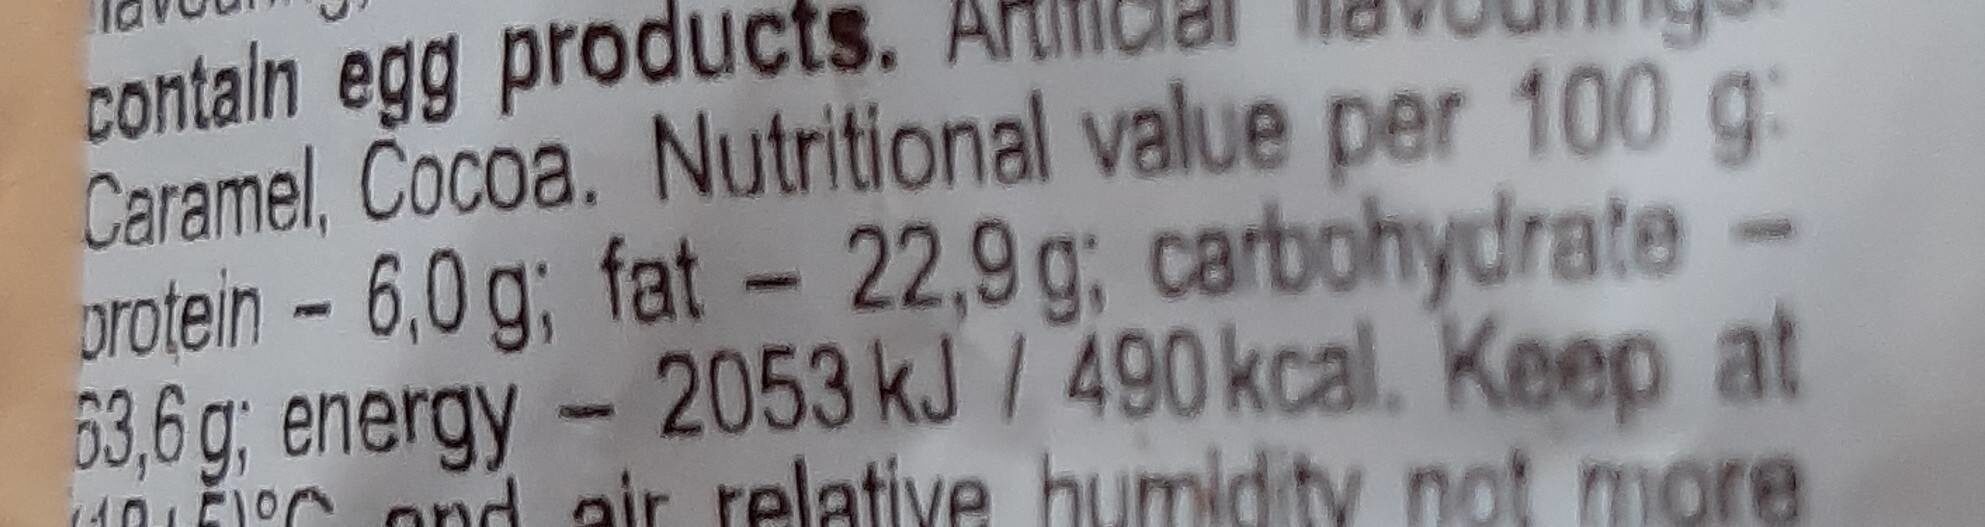 contain egg products. Artificial flavourings:
Caramel, Cocoa. Nutritional value per 100 g:
protein – 6,0 g; fat – 22,9 g; carbohydrate –
63,6 g; energy – 2053 kJ / 490 kcal. Keep at
and air relative humidity not more